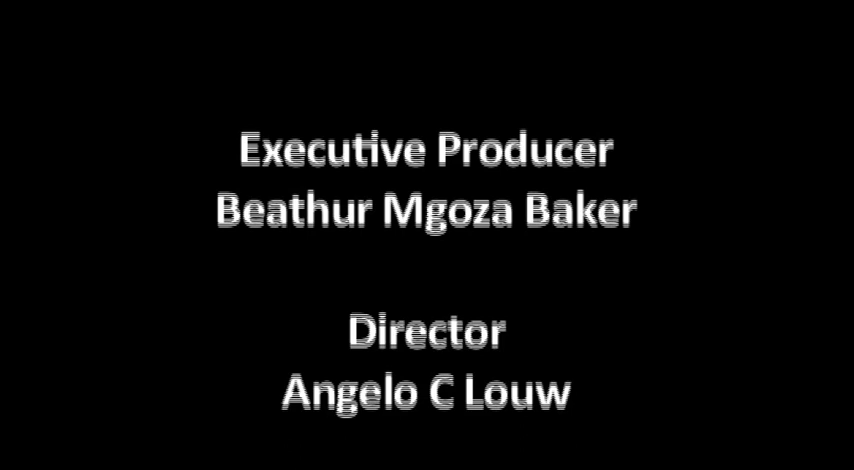 Executive Producer
Beathur Mgoza Baker
Director
Angelo C Louw